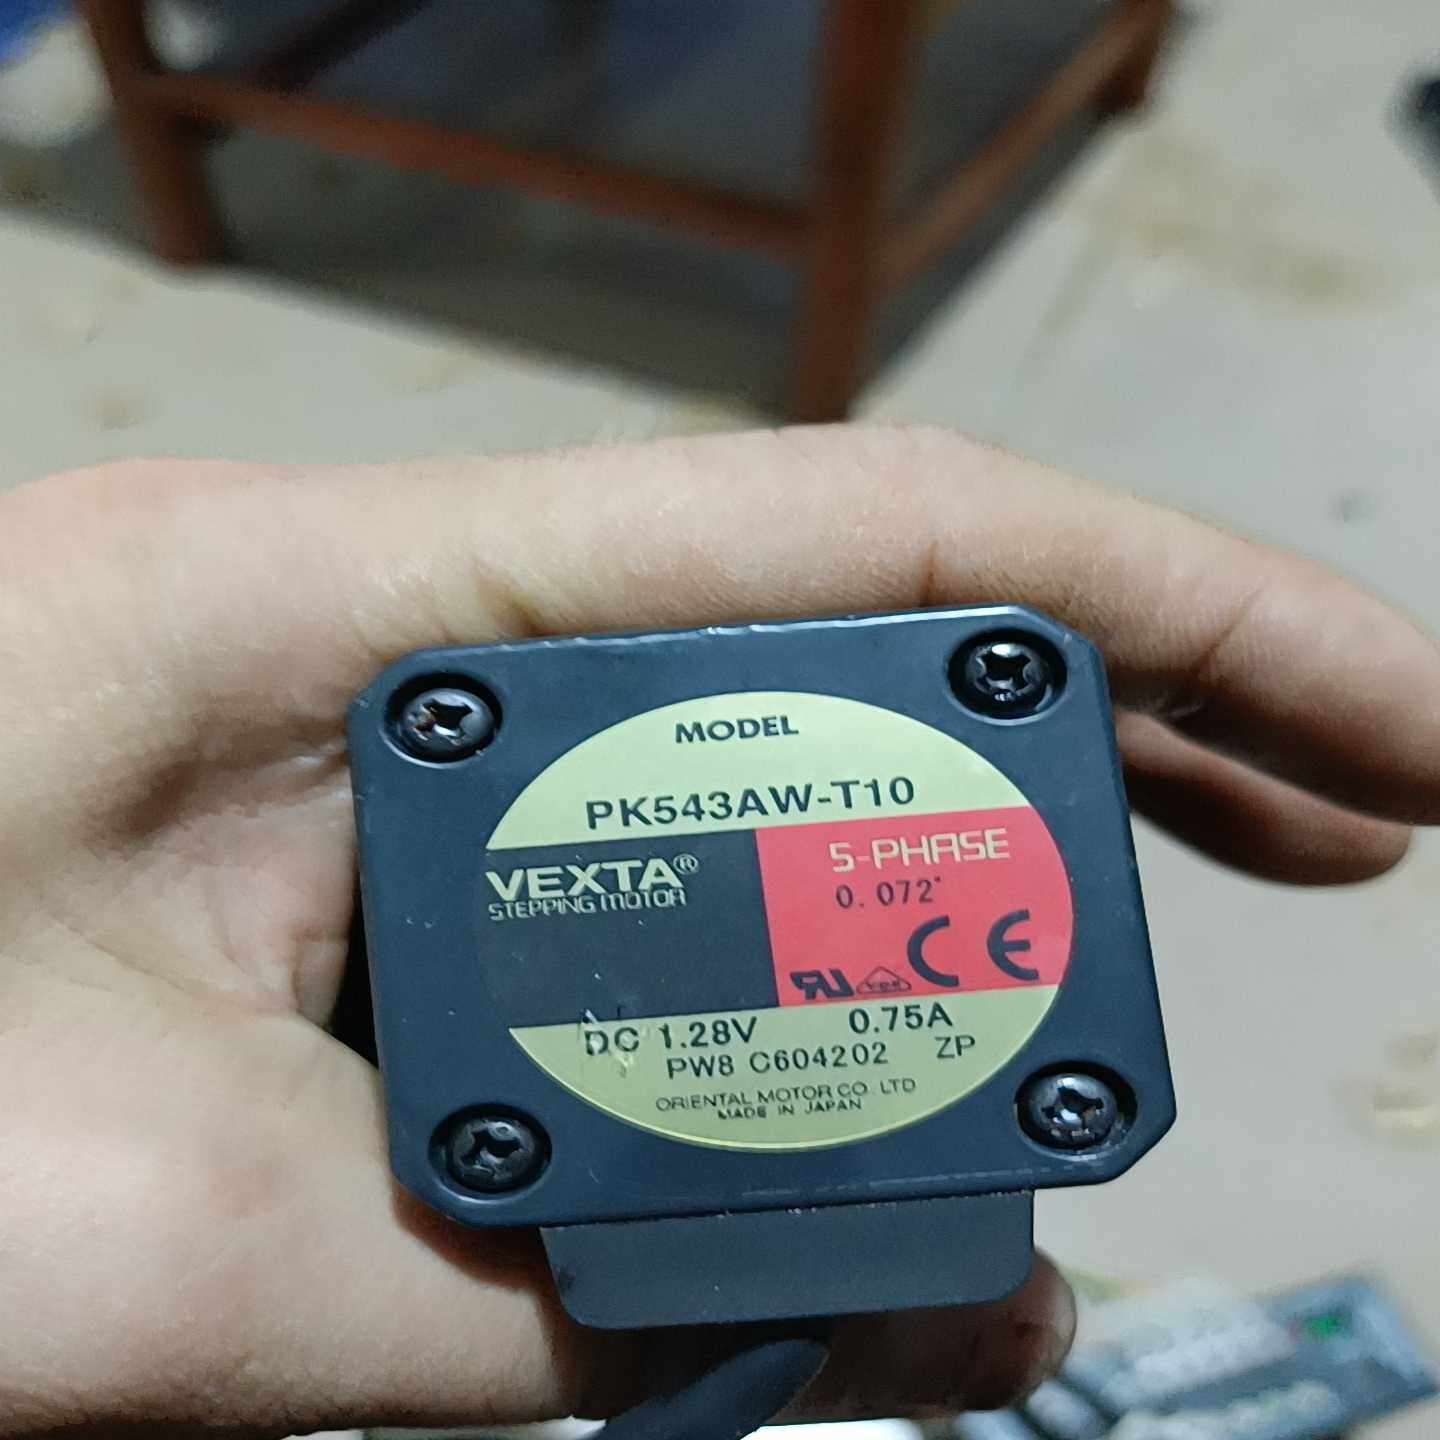 MODEL
PK543AW-T10
VEXTA®
STEPPING MOTOR
5-PHASE
0.072°
CE
DC 1.28V 0.75A
PW8 C604202 ZP
ORIENTAL MOTOR CO. LTD
MADE IN JAPAN